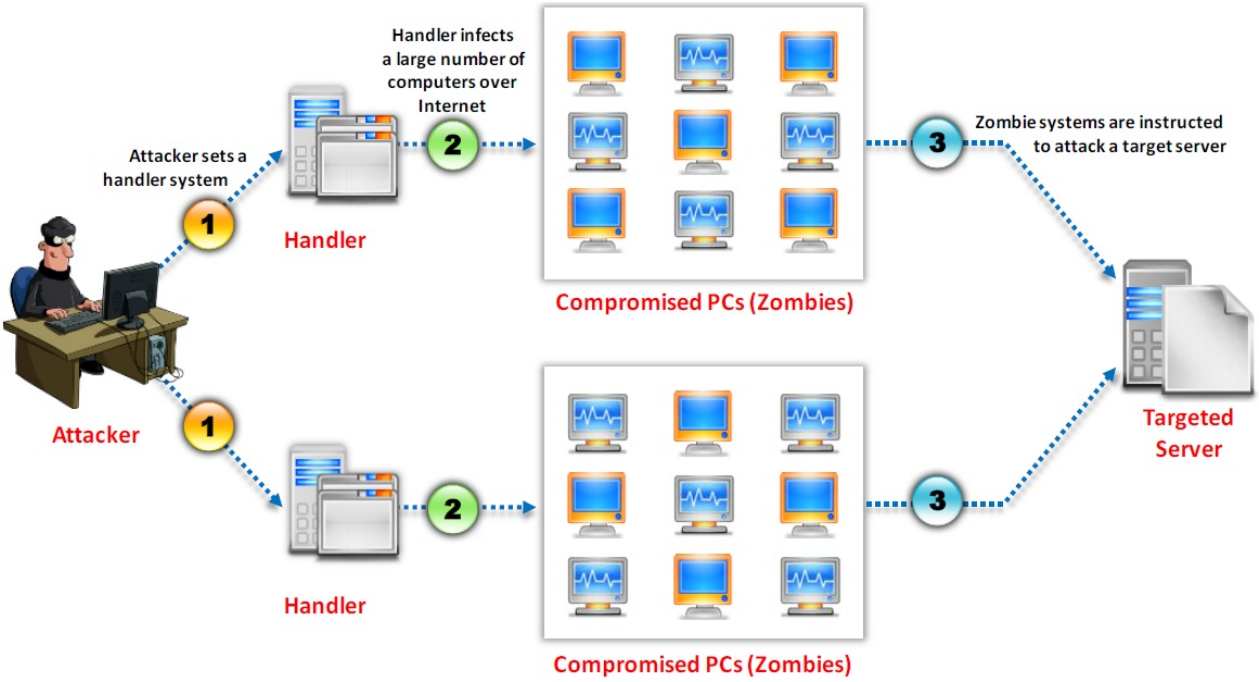 Handler infects
a large number of
computers over
Internet
2
3
Zombie systems are instructed
to attack a target server
Attacker sets a
handler system
1
Handler
Compromised PCs (Zombies)
Attacker
1
Targeted
Server
2
3
Handler
Compromised PCs (Zombies)